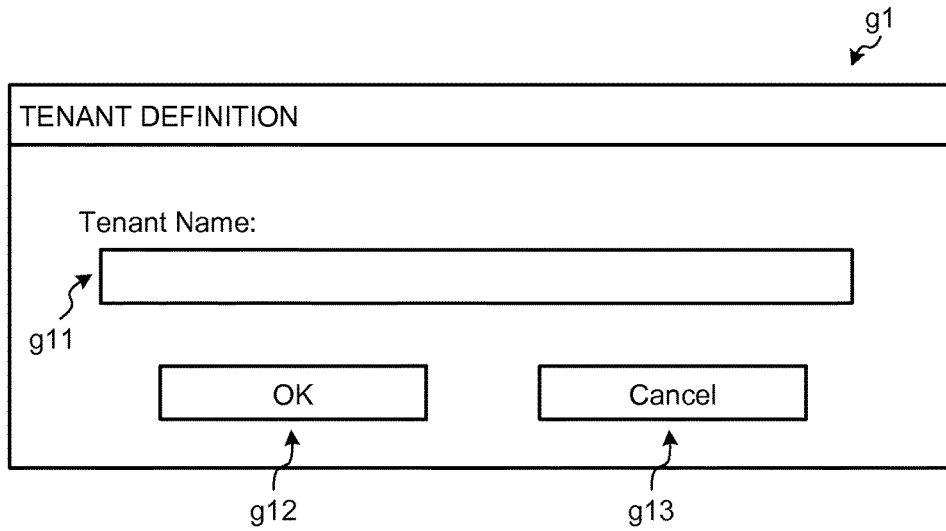 g1
TENANT DEFINITION
Tenant Name:
g11
OK
Cancel
g12
g13